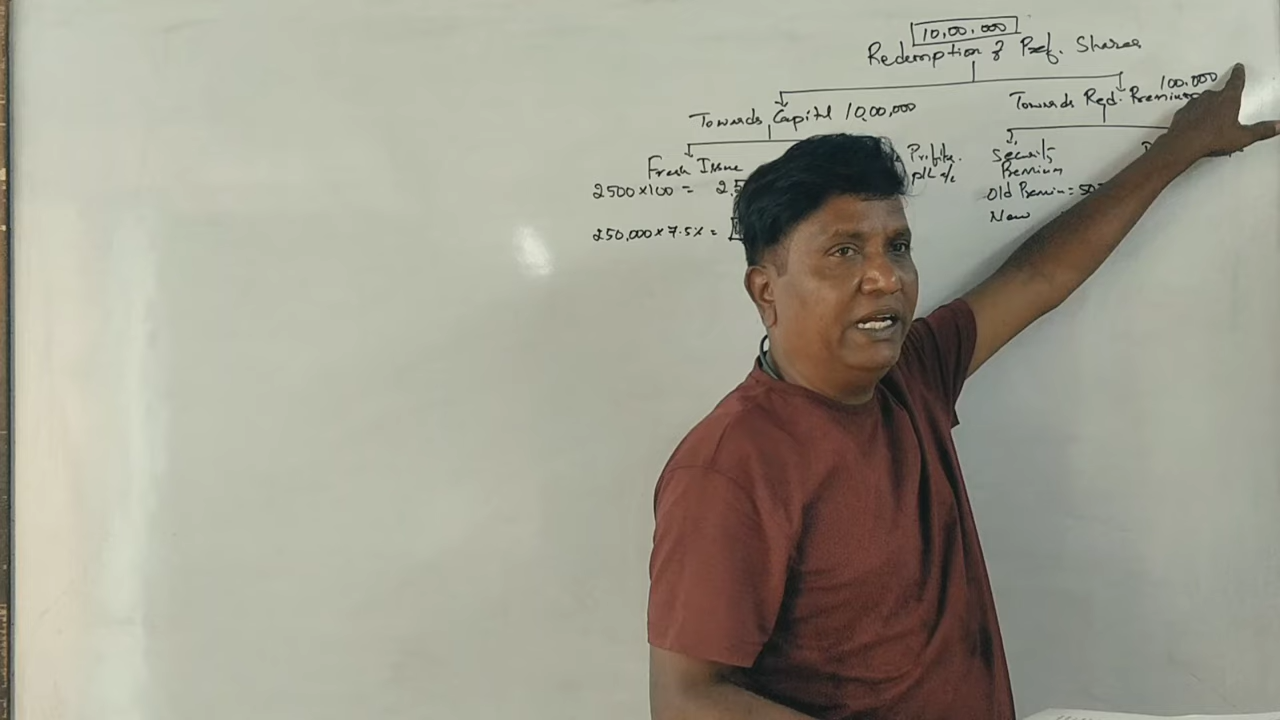 10,00,000
Redemption of Pref. Shares
Towards Capital 10,00,000
100,000
Towards Red. Premium
Fresh Issue
Profits.
P/L a/c
2500 x 100 =
250,000 x 7.5% =
Security
Premium
Old Premium =
New